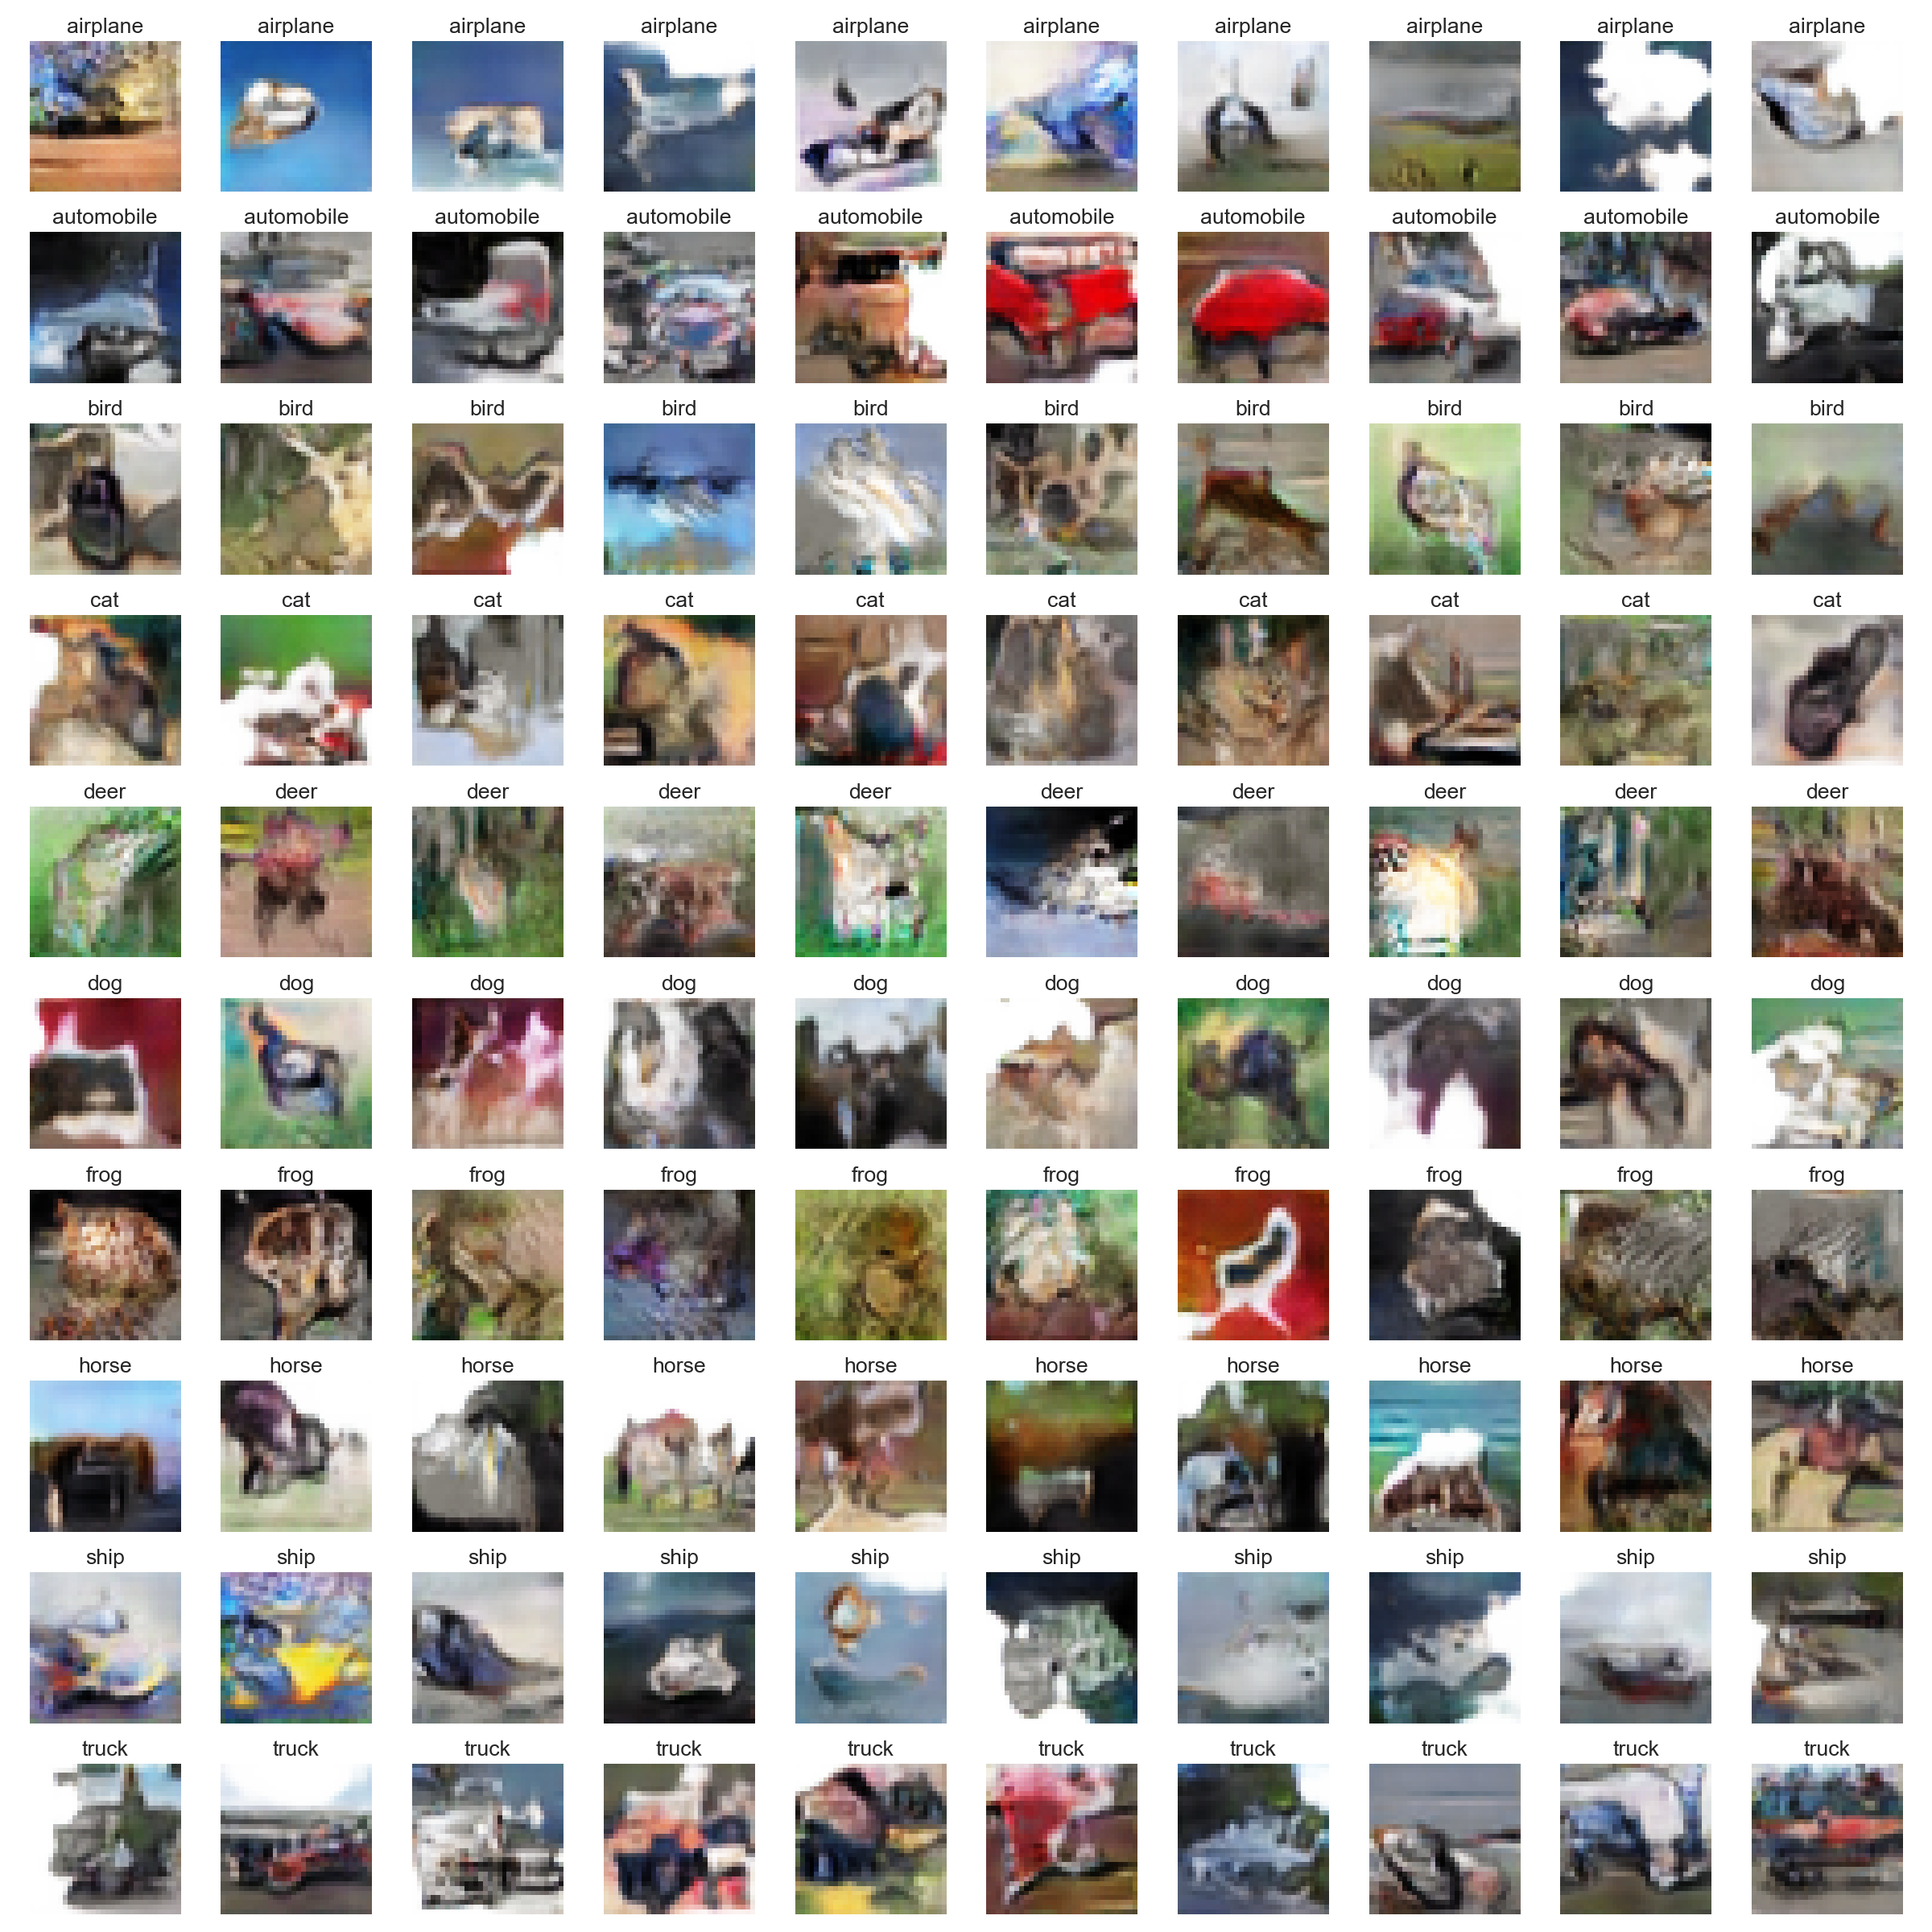 airplane airplane airplane airplane airplane airplane airplane airplane airplane airplane
automobile automobile automobile automobile automobile automobile automobile automobile automobile automobile
bird bird bird bird bird bird bird bird bird bird
cat cat cat cat cat cat cat cat cat cat
deer deer deer deer deer deer deer deer deer deer
dog dog dog dog dog dog dog dog dog dog
frog frog frog frog frog frog frog frog frog frog
horse horse horse horse horse horse horse horse horse horse
ship ship ship ship ship ship ship ship ship ship
truck truck truck truck truck truck truck truck truck truck